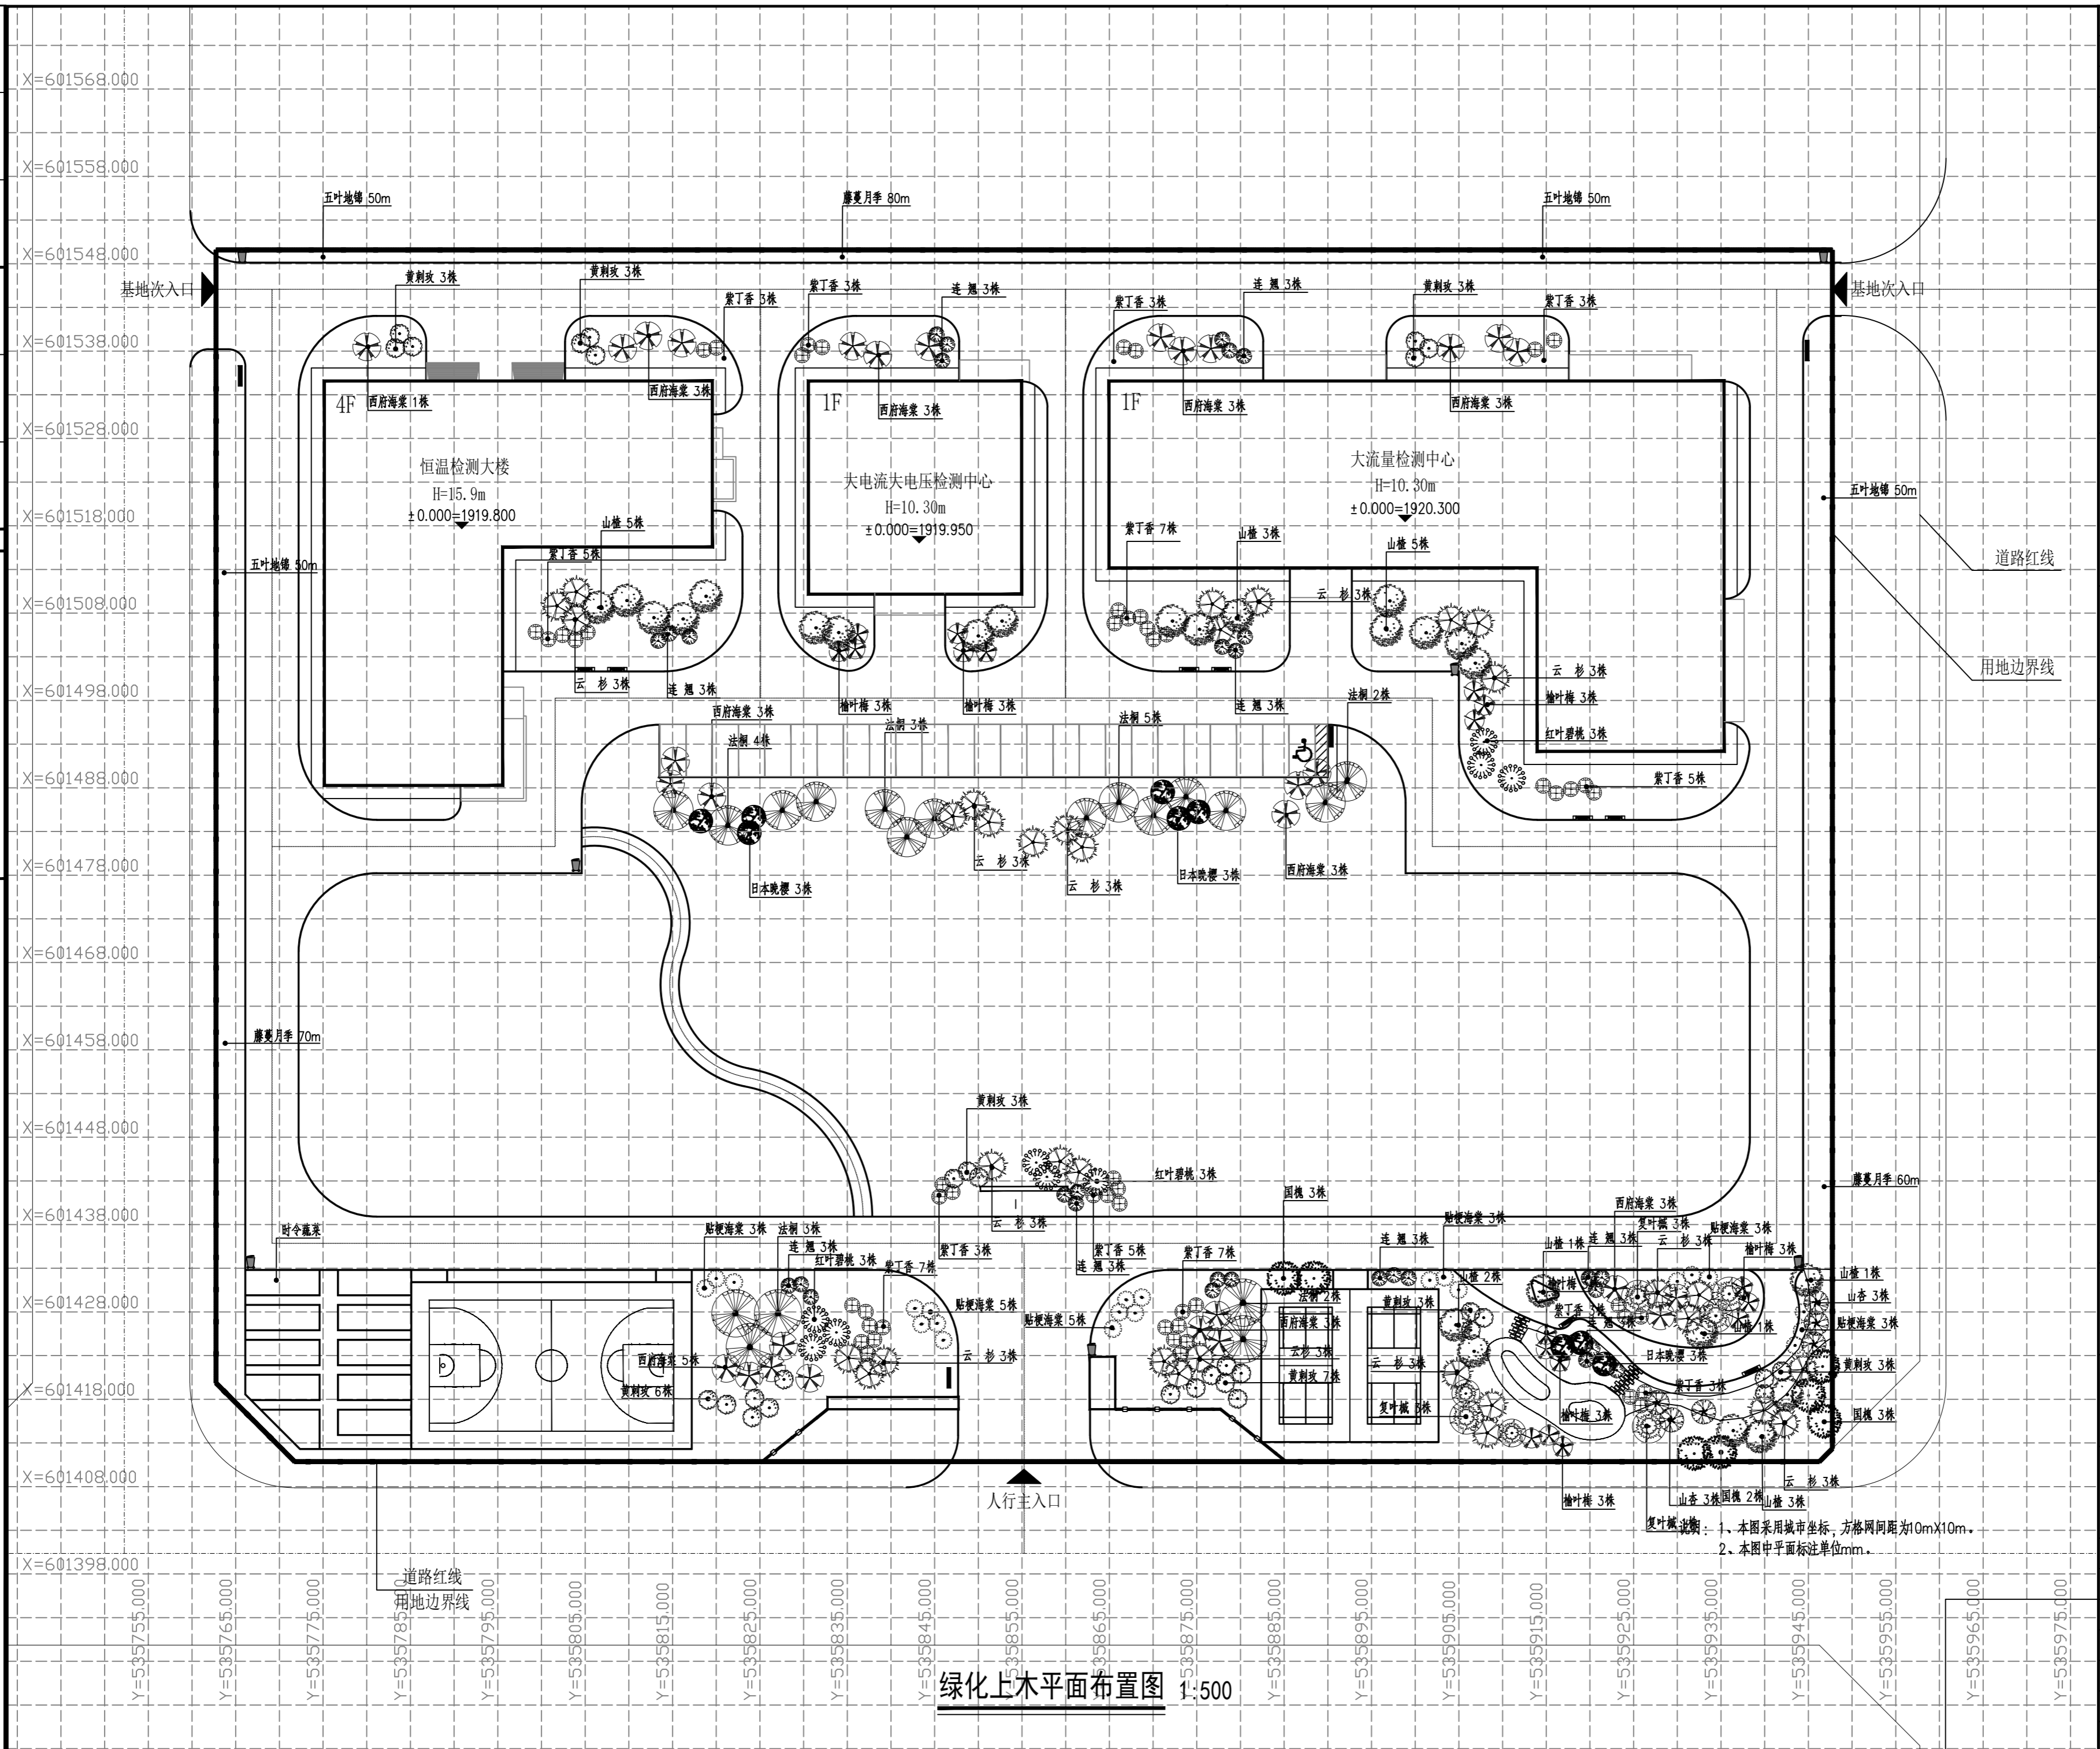 X=601568.000
X=601558.000
五叶地锦 50m
藤蔓月季 80m
五叶地锦 50m
X=601548.000
基地次入口
基地次入口
黄刺玫 3株
黄刺玫 3株
紫丁香 3株
紫丁香 3株
连 翘 3株
紫丁香 3株
连 翘 3株
黄刺玫 3株
紫丁香 3株
X=601538.000
4F
西府海棠 1株
西府海棠 3株
1F
西府海棠 3株
1F
西府海棠 3株
西府海棠 3株
X=601528.000
恒温检测大楼
H=15.9m
±0.000=1919.800
大电流大电压检测中心
H=10.30m
±0.000=1919.950
大流量检测中心
H=10.30m
±0.000=1920.300
五叶地锦 50m
X=601518.000
山楂 5株
紫丁香 5株
紫丁香 7株
山楂 3株
山楂 5株
道路红线
五叶地锦 50m
X=601508.000
云 杉 3株
用地边界线
云 杉 3株
X=601498.000
云 杉 3株
连 翘 3株
榆叶梅 3株
榆叶梅 3株
连 翘 3株
法桐 2株
榆叶梅 3株
西府海棠 3株
法桐 4株
法桐 3株
法桐 5株
红叶碧桃 3株
X=601488.000
紫丁香 5株
X=601478.000
云 杉 3株
云 杉 3株
日本晚樱 3株
日本晚樱 3株
西府海棠 3株
X=601468.000
X=601458.000
藤蔓月季 70m
黄刺玫 3株
X=601448.000
红叶碧桃 3株
藤蔓月季 60m
X=601438.000
国槐 3株
云 杉 3株
紫丁香 3株
紫丁香 5株
连 翘 3株
时令蔬菜
贴梗海棠 3株
法桐 3株
连 翘 3株
红叶碧桃 3株
紫丁香 7株
紫丁香 7株
连 翘 3株
贴梗海棠 3株
西府海棠 3株
复叶槭 3株
贴梗海棠 3株
山楂 1株
连 翘 3株
云 杉 3株
榆叶梅 3株
X=601428.000
贴梗海棠 5株
贴梗海棠 5株
法桐 2株
西府海棠 3株
山楂 2株
黄刺玫 3株
紫丁香 3株
山楂 1株
山楂 1株
山杏 3株
贴梗海棠 3株
西府海棠 5株
云 杉 3株
云杉 3株
云 杉 3株
日本晚樱 3株
黄刺玫 3株
X=601418.000
黄刺玫 6株
黄刺玫 7株
紫丁香 3株
榆叶梅 3株
国槐 3株
X=601408.000
人行主入口
云 杉 3株
榆叶梅 3株
山杏 3株
国槐 2株
山楂 3株
说明： 1、本图采用城市坐标，方格网间距为10mX10m。
2、本图中平面标注单位mm。
X=601398.000
道路红线
用地边界线
Y=535755.000
Y=535765.000
Y=535775.000
Y=535785.000
Y=535795.000
Y=535805.000
Y=535815.000
Y=535825.000
Y=535835.000
Y=535845.000
Y=535855.000
Y=535865.000
Y=535875.000
Y=535885.000
Y=535895.000
Y=535905.000
Y=535915.000
Y=535925.000
Y=535935.000
Y=535945.000
Y=535955.000
Y=535965.000
Y=535975.000
绿化上木平面布置图 1:500